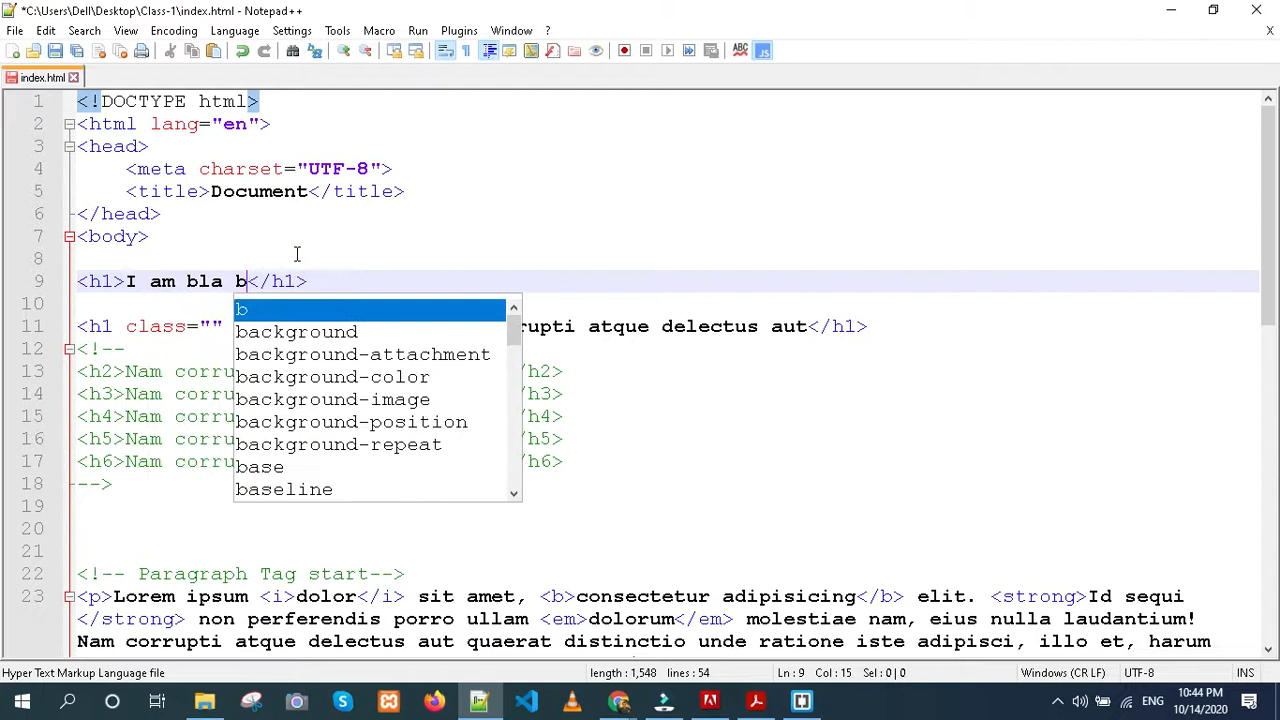 *C:\Users\Dell\Desktop\Class-1\index.html - Notepad++
File Edit Search View Encoding Language Settings Tools Macro Run Plugins Window ? X
index.html
1 <!DOCTYPE html>
2 <html lang="en">
3 <head>
4 <meta charset="UTF-8">
5 <title>Document</title>
6 </head>
7 <body>
8
9 <h1>I am bla b</h1>
10
b
background
background-attachment
background-color
background-image
background-position
background-repeat
base
baseline
11 <h1 class="" rupti atque delectus aut</h1>
12 <!--
13 <h2>Nam corru /h2>
14 <h3>Nam corru /h3>
15 <h4>Nam corru /h4>
16 <h5>Nam corru /h5>
17 <h6>Nam corru /h6>
18 -->
19
20
21
22 <!-- Paragraph Tag start-->
23 <p>Lorem ipsum <i>dolor</i> sit amet, <b>consectetur adipisicing</b> elit. <strong>Id sequi
</strong> non perferendis porro ullam <em>dolorum</em> molestiae nam, eius nulla laudantium!
Nam corrupti atque delectus aut quaerat distinctio unde ratione iste adipisci, illo et, harum
Hyper Text Markup Language file length : 1,548 lines : 54 Ln : 9 Col : 15 Sel : 0 | 0 Windows (CR LF) UTF-8 INS
ENG 10:44 PM
10/14/2020